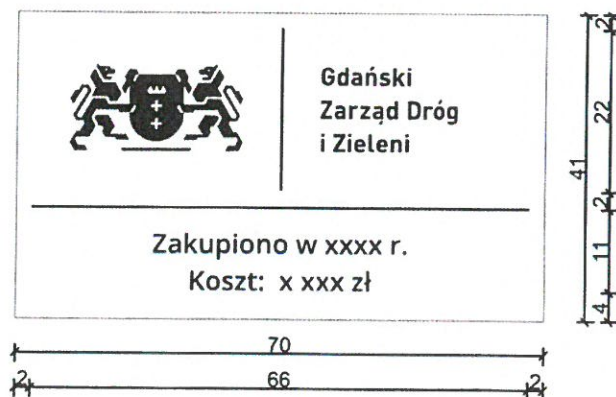 Gdański
Zarząd Dróg
i Zieleni
Zakupiono w xxxx r.
Koszt: x xxx zł
2
22
41
2
11
4
70
2
66
2